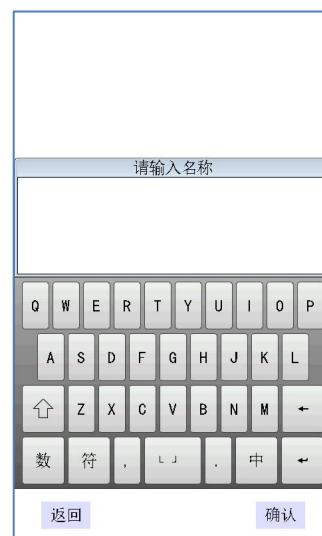 请输入名称
Q W E R T Y U I O P
A S D F G H J K L
⇧ Z X C V B N M ←
数 符 , ␣ . 中 ↵
返回 确认